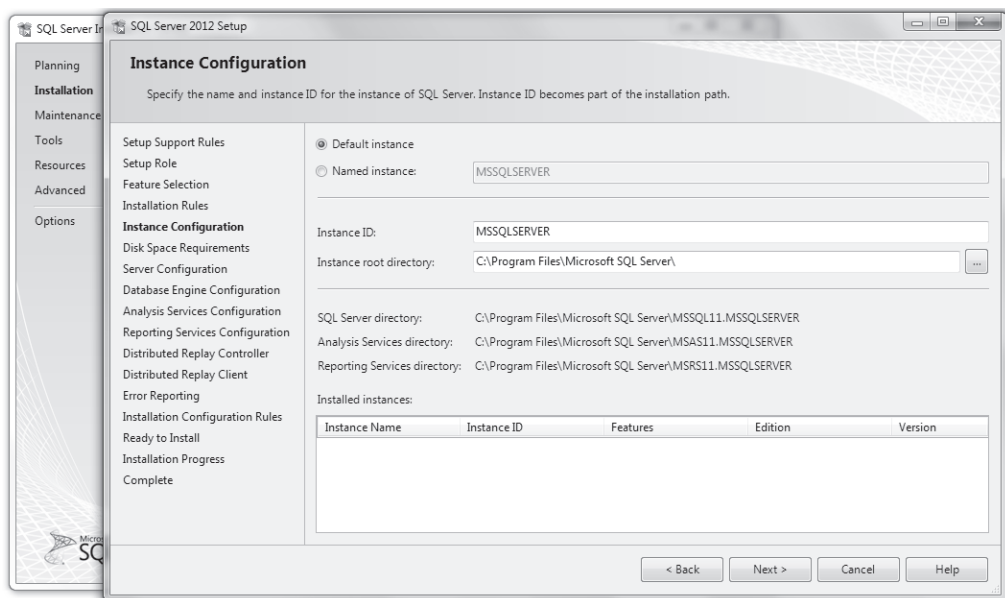 SQL Server In
Planning
Installation
Maintenance
Tools
Resources
Advanced
Options
SQL Server 2012 Setup
Instance Configuration
Specify the name and instance ID for the instance of SQL Server. Instance ID becomes part of the installation path.
Setup Support Rules
Setup Role
Feature Selection
Installation Rules
Instance Configuration
Disk Space Requirements
Server Configuration
Database Engine Configuration
Analysis Services Configuration
Reporting Services Configuration
Distributed Replay Controller
Distributed Replay Client
Error Reporting
Installation Configuration Rules
Ready to Install
Installation Progress
Complete
Default instance
Named instance: MSSQLSERVER
Instance ID: MSSQLSERVER
Instance root directory: C:\Program Files\Microsoft SQL Server\ ...
SQL Server directory: C:\Program Files\Microsoft SQL Server\MSSQL11.MSSQLSERVER
Analysis Services directory: C:\Program Files\Microsoft SQL Server\MSAS11.MSSQLSERVER
Reporting Services directory: C:\Program Files\Microsoft SQL Server\MSRS11.MSSQLSERVER
Installed instances:
Instance Name Instance ID Features Edition Version
< Back Next > Cancel Help
Micros
SQ